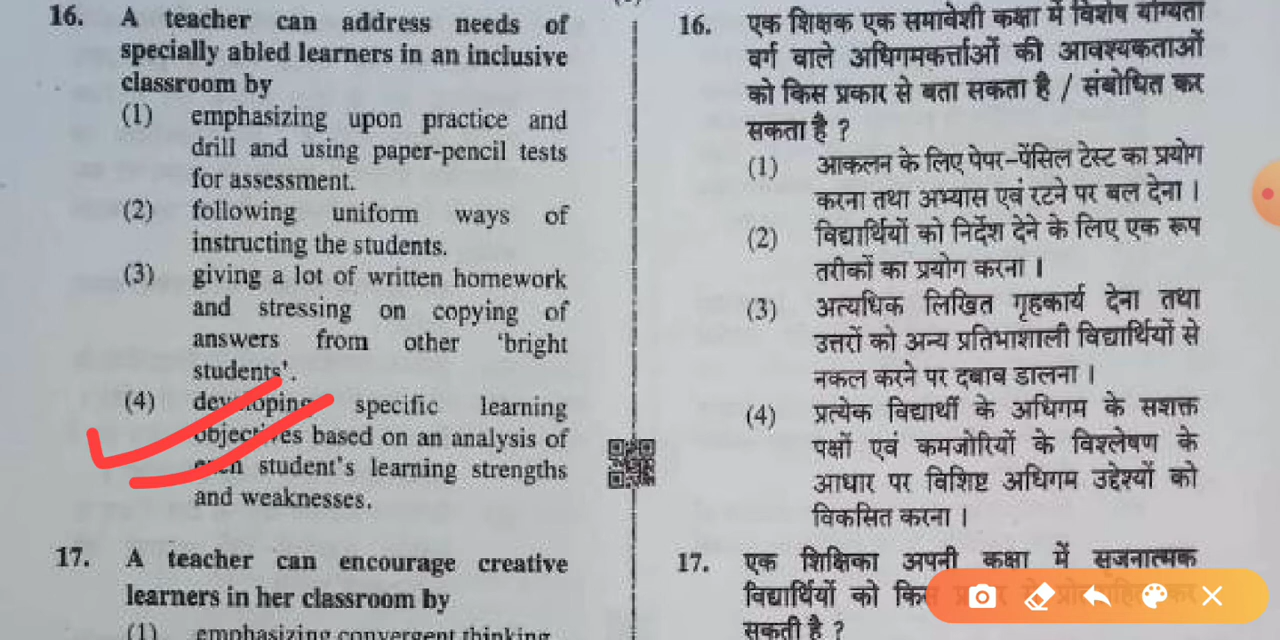 16. A teacher can address needs of
specially abled learners in an inclusive
classroom by
(1) emphasizing upon practice and
drill and using paper-pencil tests
for assessment.
(2) following uniform ways of
instructing the students.
(3) giving a lot of written homework
and stressing on copying of
answers from other 'bright
students'.
(4) developing specific learning
objectives based on an analysis of
each student's learning strengths
and weaknesses.
17. A teacher can encourage creative
learners in her classroom by
(1) emphasizing convergent thinking
16. एक शिक्षक एक समावेशी कक्षा में विशेष योग्यता
वर्ग वाले अधिगमकर्त्ताओं की आवश्यकताओं
को किस प्रकार से बता सकता है / संबोधित कर
सकता है ?
(1) आकलन के लिए पेपर-पेंसिल टेस्ट का प्रयोग
करना तथा अभ्यास एवं रटने पर बल देना ।
(2) विद्यार्थियों को निर्देश देने के लिए एक रूप
तरीकों का प्रयोग करना ।
(3) अत्यधिक लिखित गृहकार्य देना तथा
उत्तरों को अन्य प्रतिभाशाली विद्यार्थियों से
नकल करने पर दबाव डालना ।
(4) प्रत्येक विद्यार्थी के अधिगम के सशक्त
पक्षों एवं कमजोरियों के विश्लेषण के
आधार पर विशिष्ट अधिगम उद्देश्यों को
विकसित करना ।
17. एक शिक्षिका अपनी कक्षा में सृजनात्मक
विद्यार्थियों को
सकती है ?